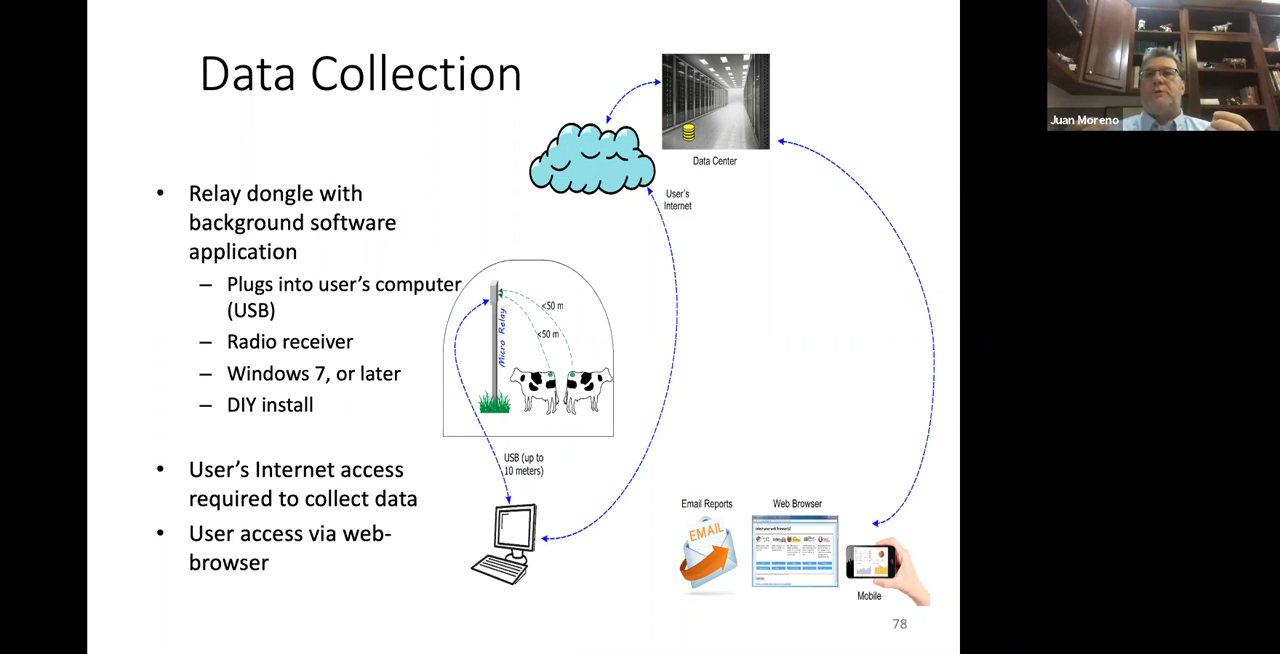 Data Collection
• Relay dongle with
background software
application
– Plugs into user's computer
(USB)
– Radio receiver
– Windows 7, or later
– DIY install
• User's Internet access
required to collect data
• User access via web-
browser
Data Center
User's
Internet
<50 m
<50 m
Micro Relay
USB (up to
10 meters)
Email Reports
Web Browser
EMAIL
Mobile
78
Juan Moreno